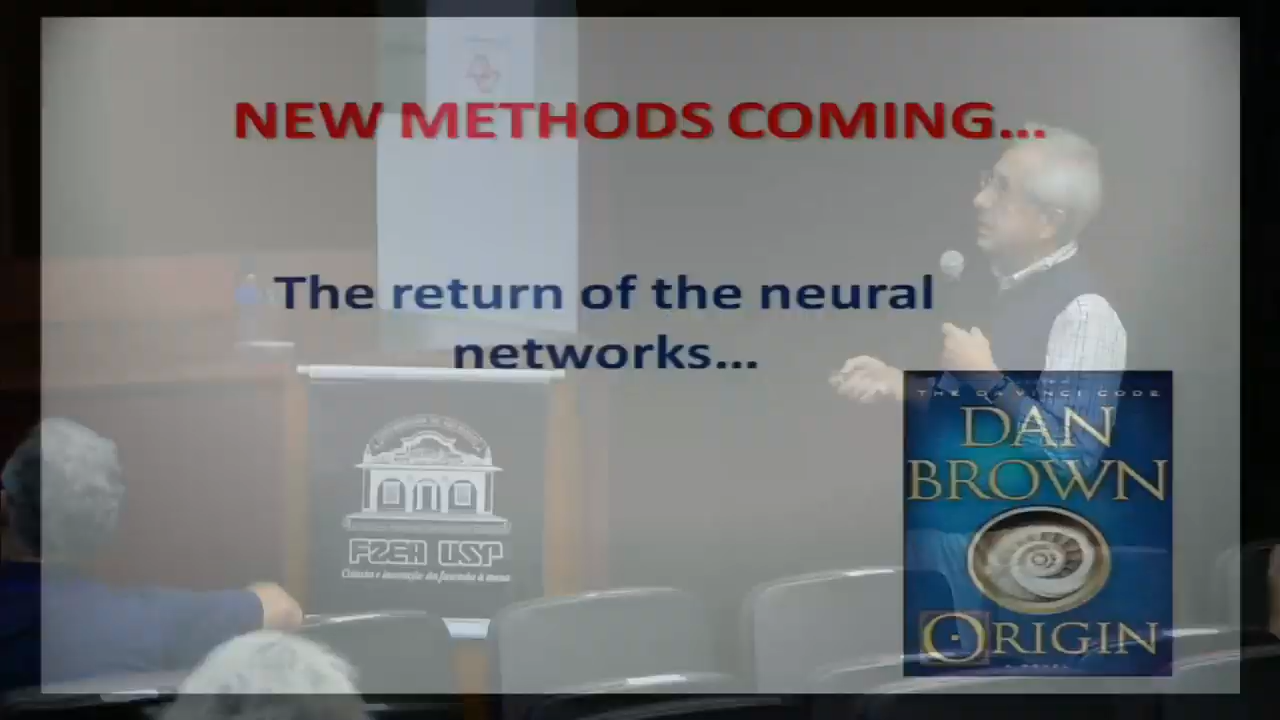 NEW METHODS COMING...
The return of the neural
networks...
THE DA VINCI CODE
DAN
BROWN
ORIGIN
FZEA USP